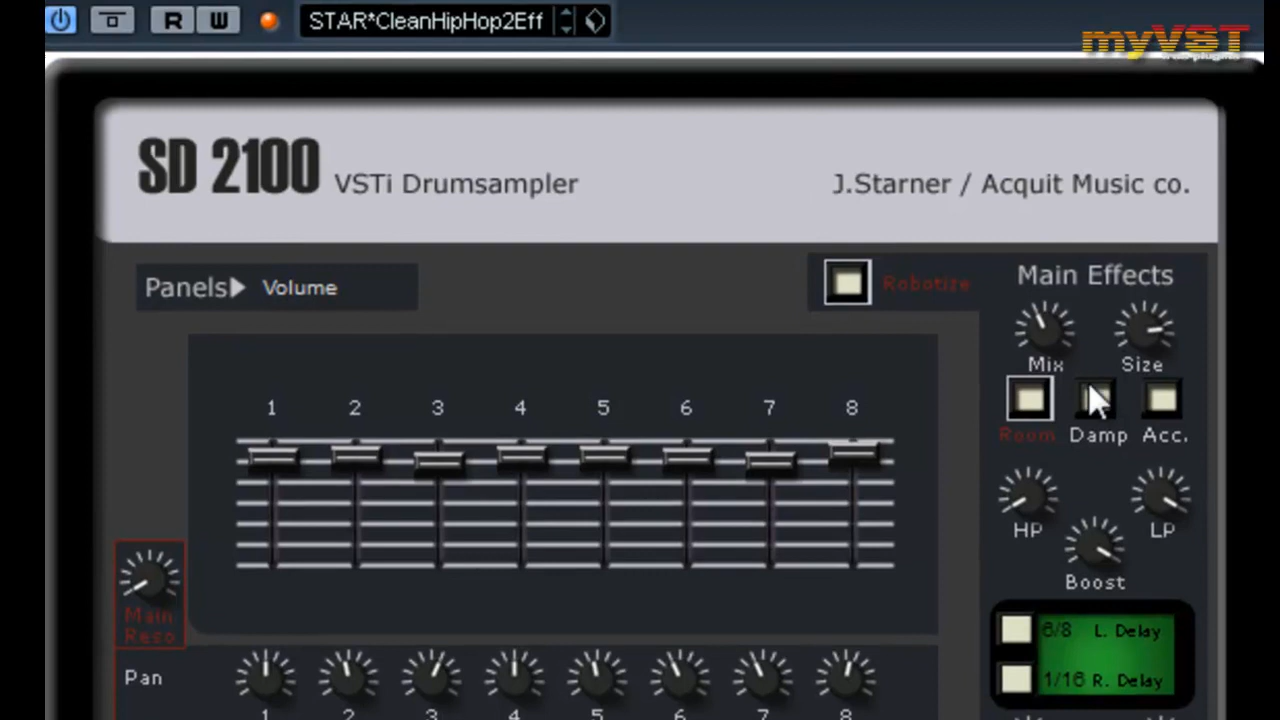 R W STAR*CleanHipHop2Eff
myVST
SD 2100 VSTi Drumsampler J.Starner / Acquit Music co.
Panels Volume
Robotize
Main Effects
Mix Size
Room Damp Acc.
1 2 3 4 5 6 7 8
HP LP
Boost
Main
Reso
6/8 L. Delay
1/16 R. Delay
Pan
1 2 3 4 5 6 7 8